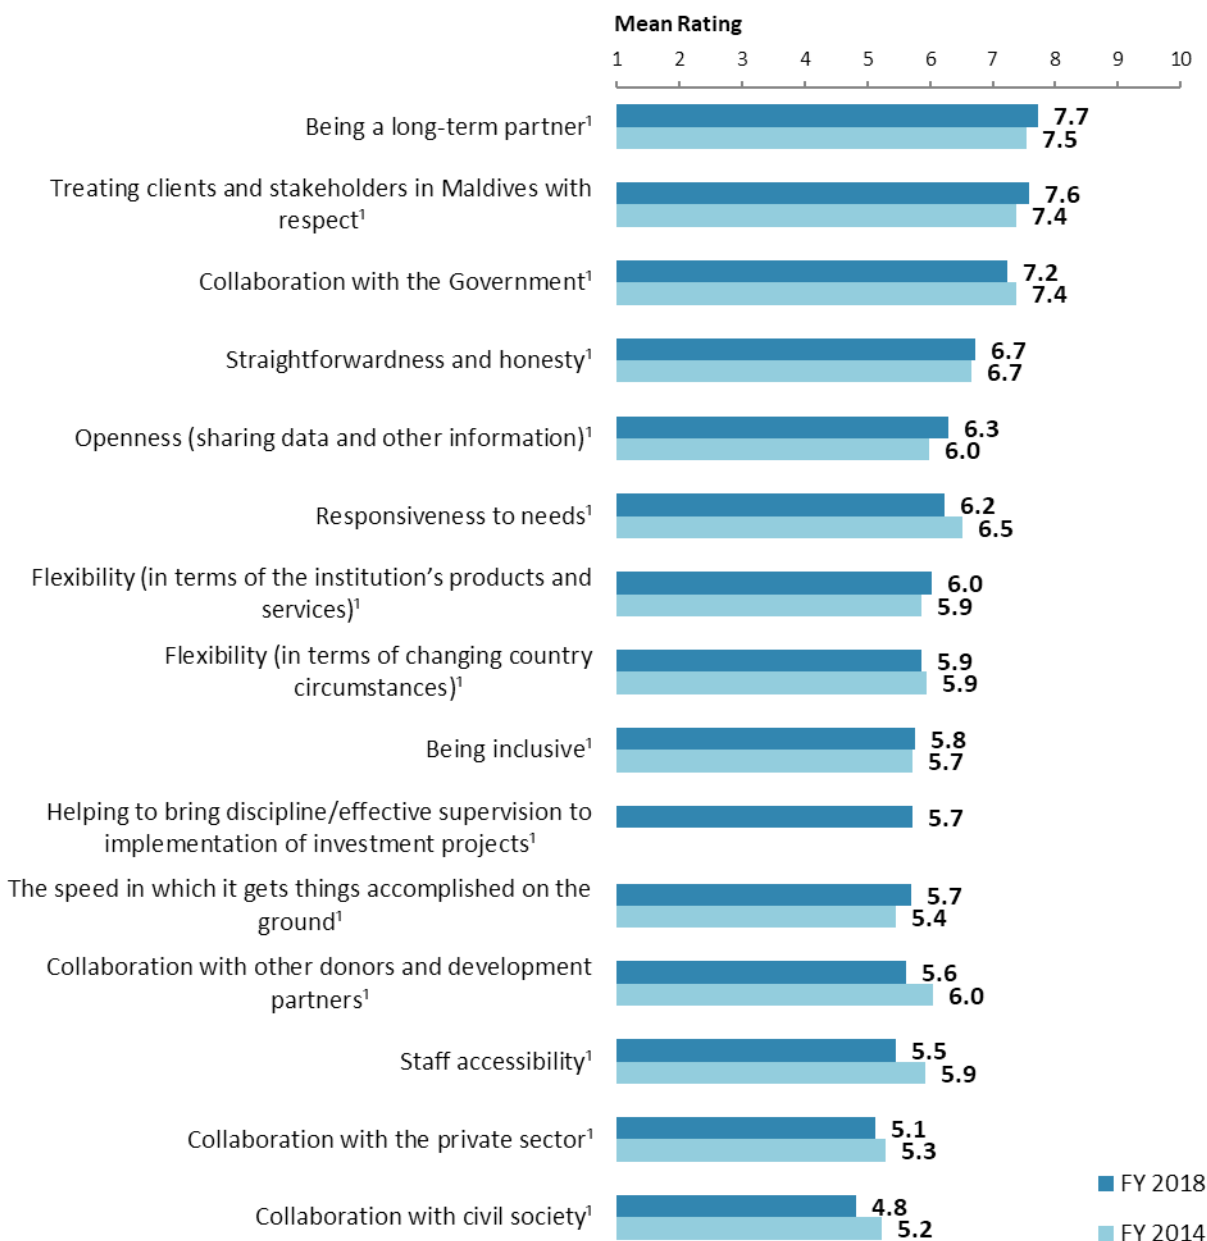 Mean Rating
1 2 3 4 5 6 7 8 9 10
Being a long-term partner¹
7.7
7.5
Treating clients and stakeholders in Maldives with
respect¹
7.6
7.4
Collaboration with the Government¹
7.2
7.4
Straightforwardness and honesty¹
6.7
6.7
Openness (sharing data and other information)¹
6.3
6.0
Responsiveness to needs¹
6.2
6.5
Flexibility (in terms of the institution’s products and
services)¹
6.0
5.9
Flexibility (in terms of changing country
circumstances)¹
5.9
5.9
Being inclusive¹
5.8
5.7
Helping to bring discipline/effective supervision to
implementation of investment projects¹
5.7
The speed in which it gets things accomplished on the
ground¹
5.7
5.4
Collaboration with other donors and development
partners¹
5.6
6.0
Staff accessibility¹
5.5
5.9
Collaboration with the private sector¹
5.1
5.3
Collaboration with civil society¹
4.8
5.2
FY 2018
FY 2014